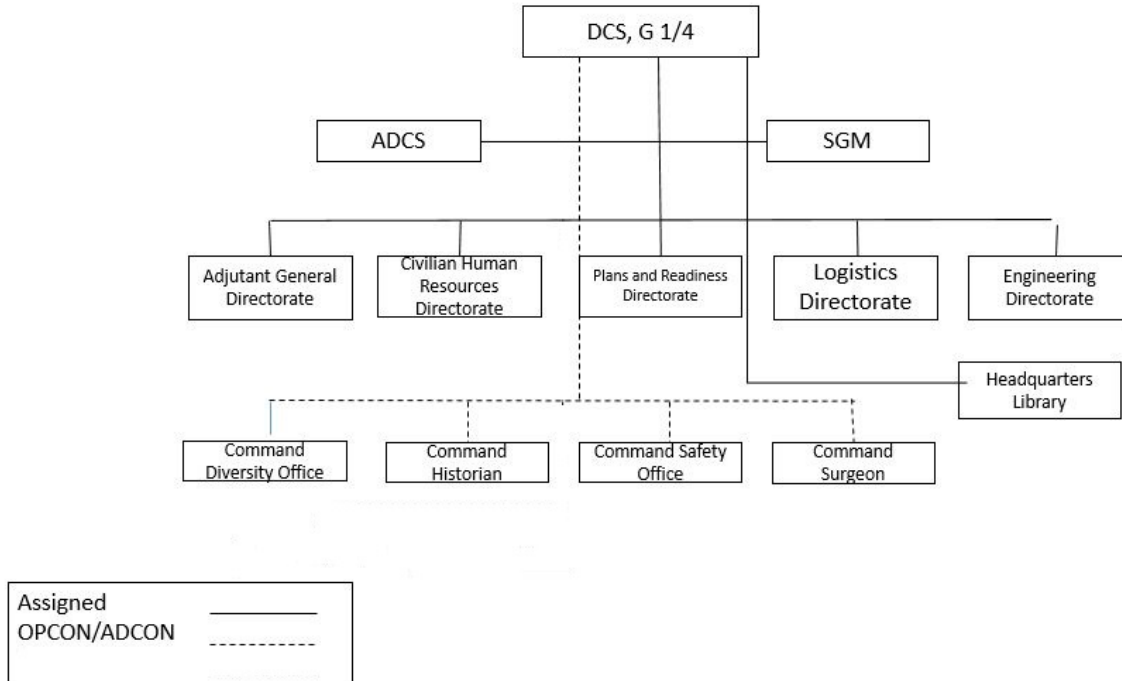 DCS, G 1/4
ADCS
SGM
Adjutant General
Directorate
Civilian Human
Resources
Directorate
Plans and Readiness
Directorate
Logistics
Directorate
Engineering
Directorate
Headquarters
Library
Command
Diversity Office
Command
Historian
Command Safety
Office
Command
Surgeon
Assigned
OPCON/ADCON